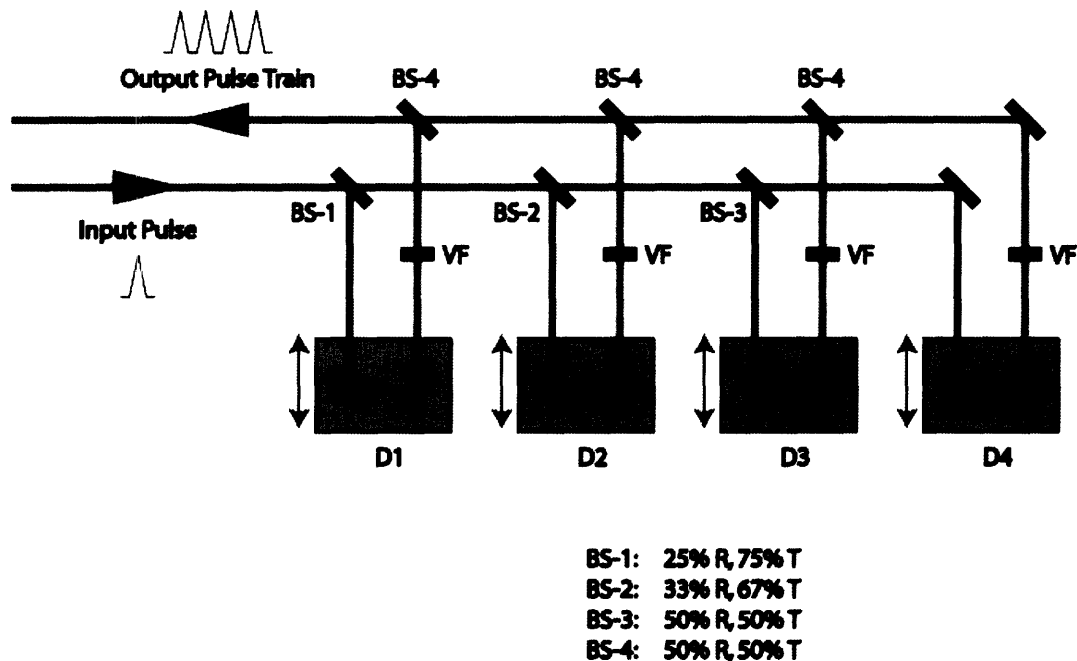 Output Pulse Train
BS-4
BS-4
BS-4
BS-1
BS-2
BS-3
Input Pulse
VF
VF
VF
VF
D1
D2
D3
D4
BS-1: 25% R, 75% T
BS-2: 33% R, 67% T
BS-3: 50% R, 50% T
BS-4: 50% R, 50% T